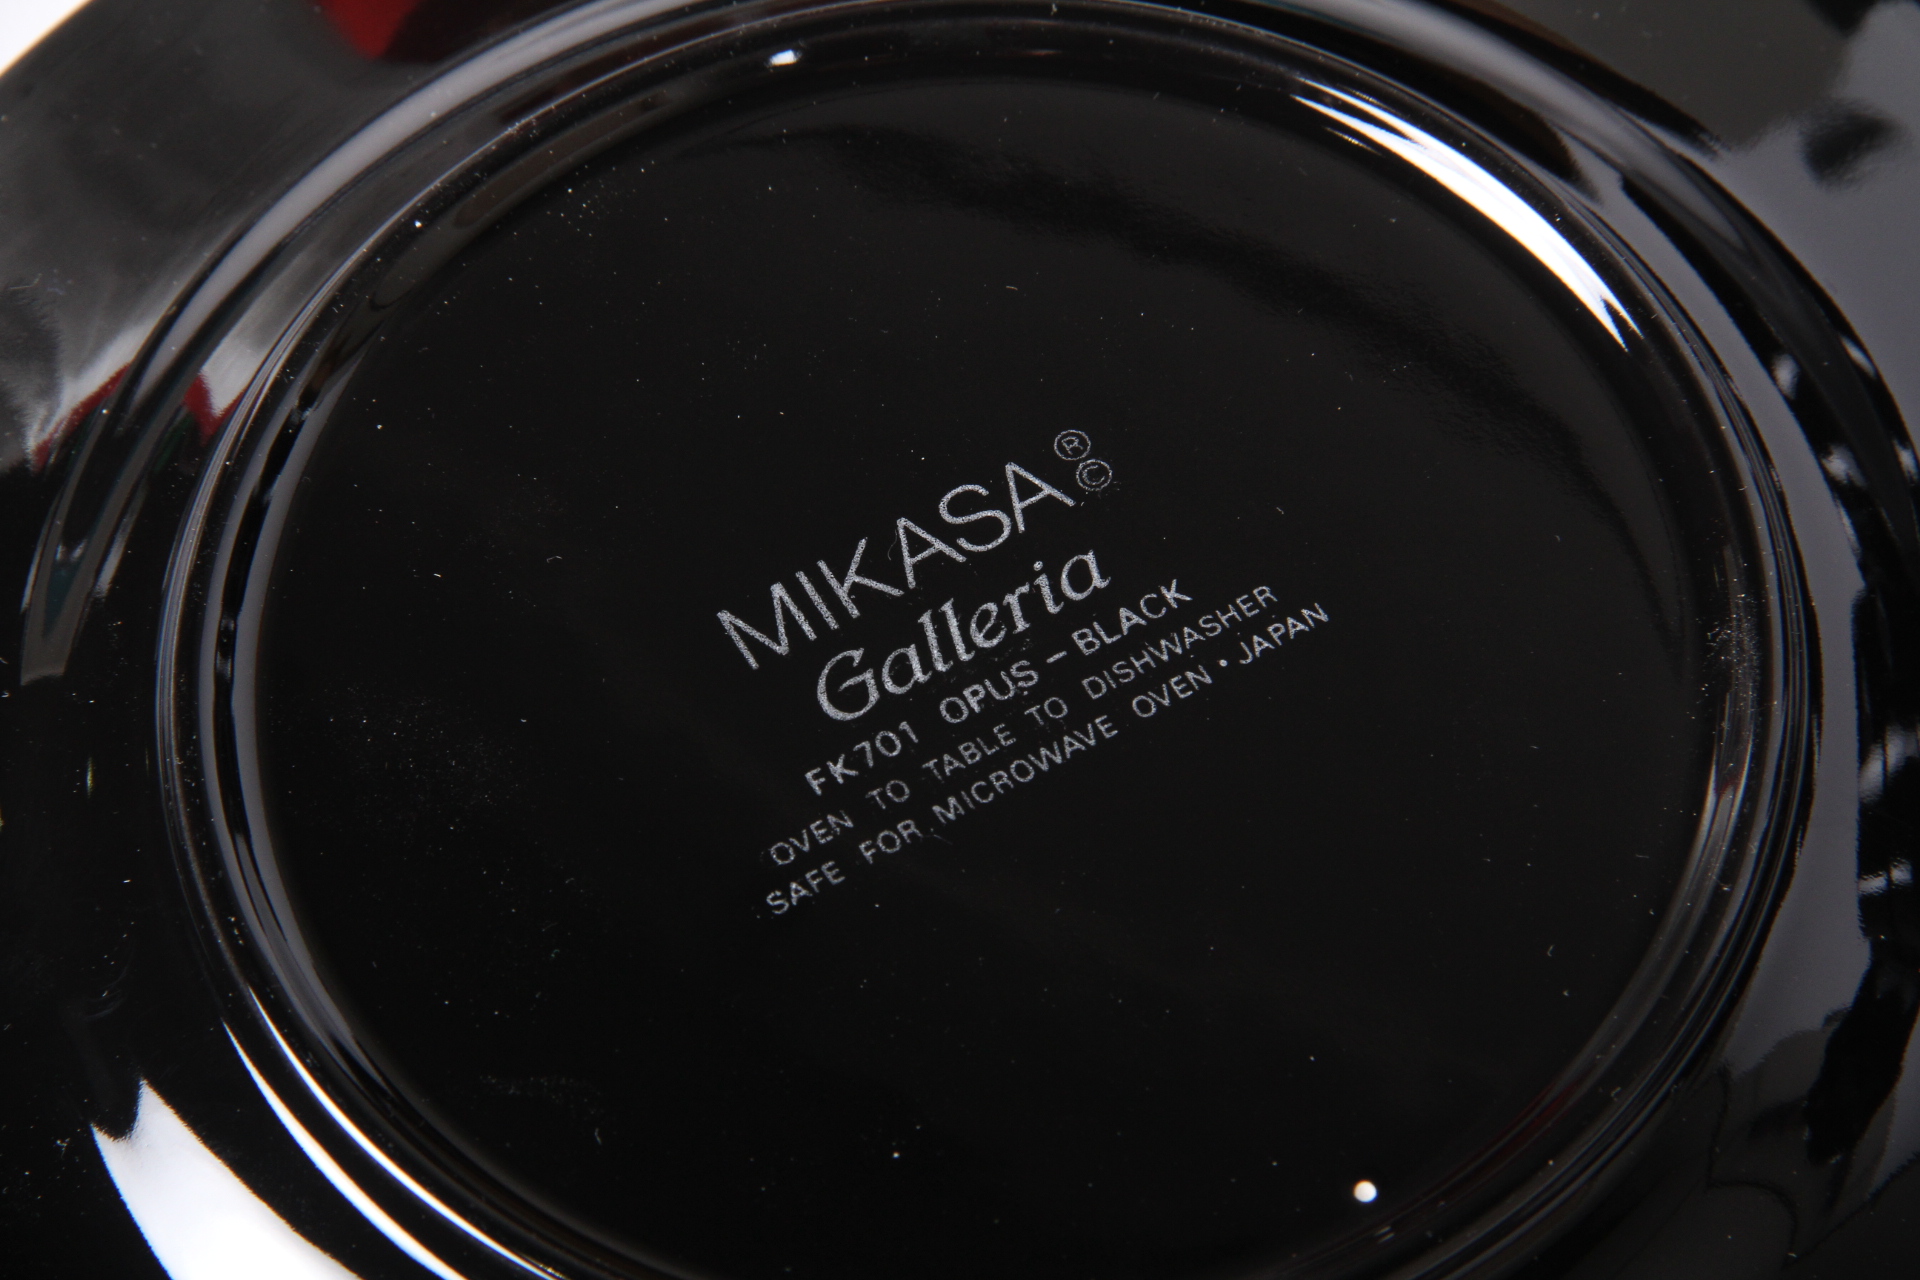 MIKASA®©
Galleria
FK701 OPUS – BLACK
OVEN TO TABLE TO DISHWASHER
SAFE FOR MICROWAVE OVEN • JAPAN